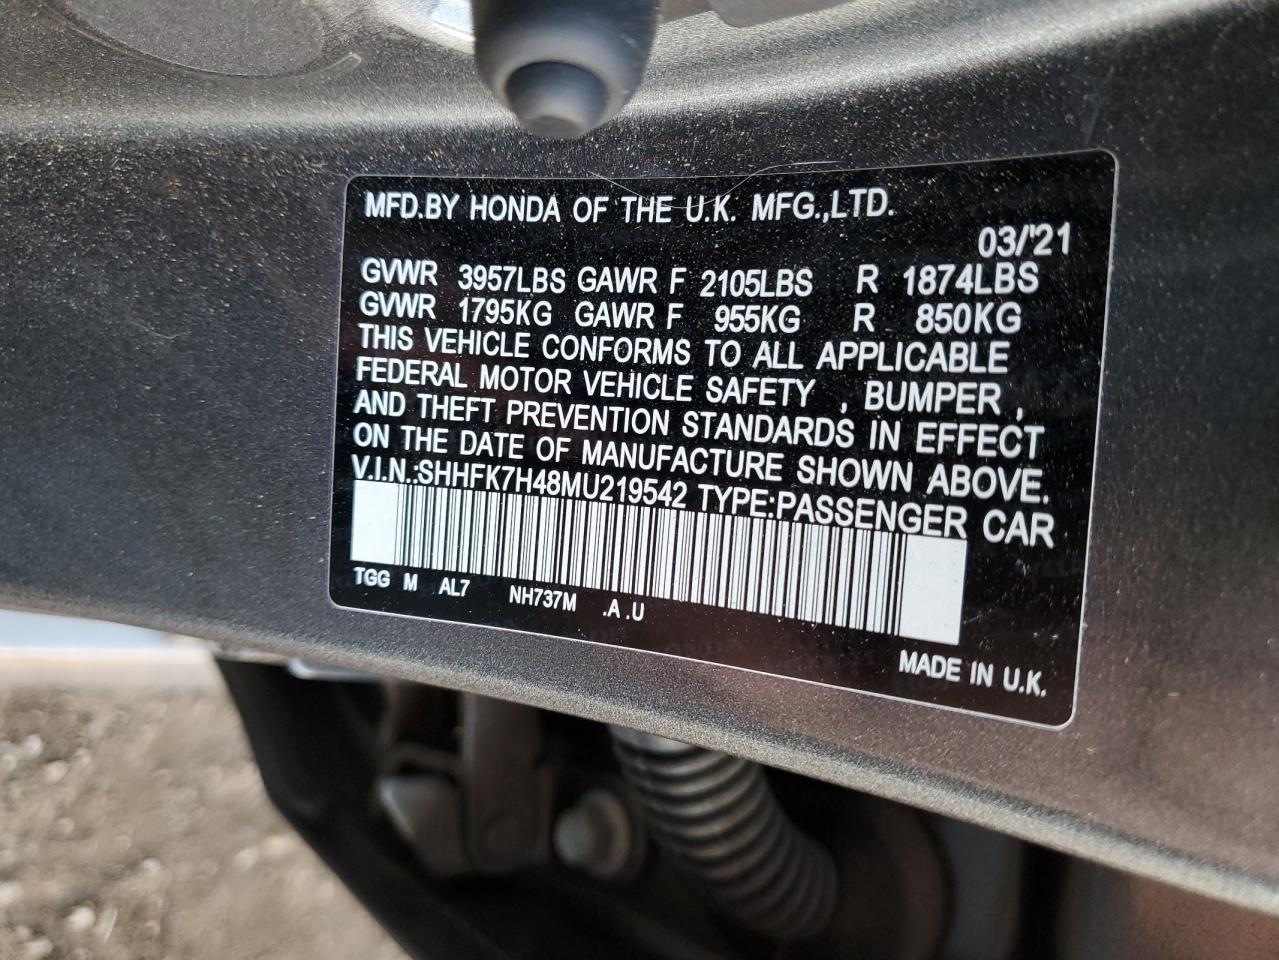 MFD.BY HONDA OF THE U.K. MFG.,LTD.
03/'21
GVWR 3957LBS GAWR F 2105LBS R 1874LBS
GVWR 1795KG GAWR F 955KG R 850KG
THIS VEHICLE CONFORMS TO ALL APPLICABLE
FEDERAL MOTOR VEHICLE SAFETY , BUMPER ,
AND THEFT PREVENTION STANDARDS IN EFFECT
ON THE DATE OF MANUFACTURE SHOWN ABOVE.
V.I.N.:SHHFK7H48MU219542 TYPE:PASSENGER CAR
TGG M AL7 NH737M .A .U
MADE IN U.K.